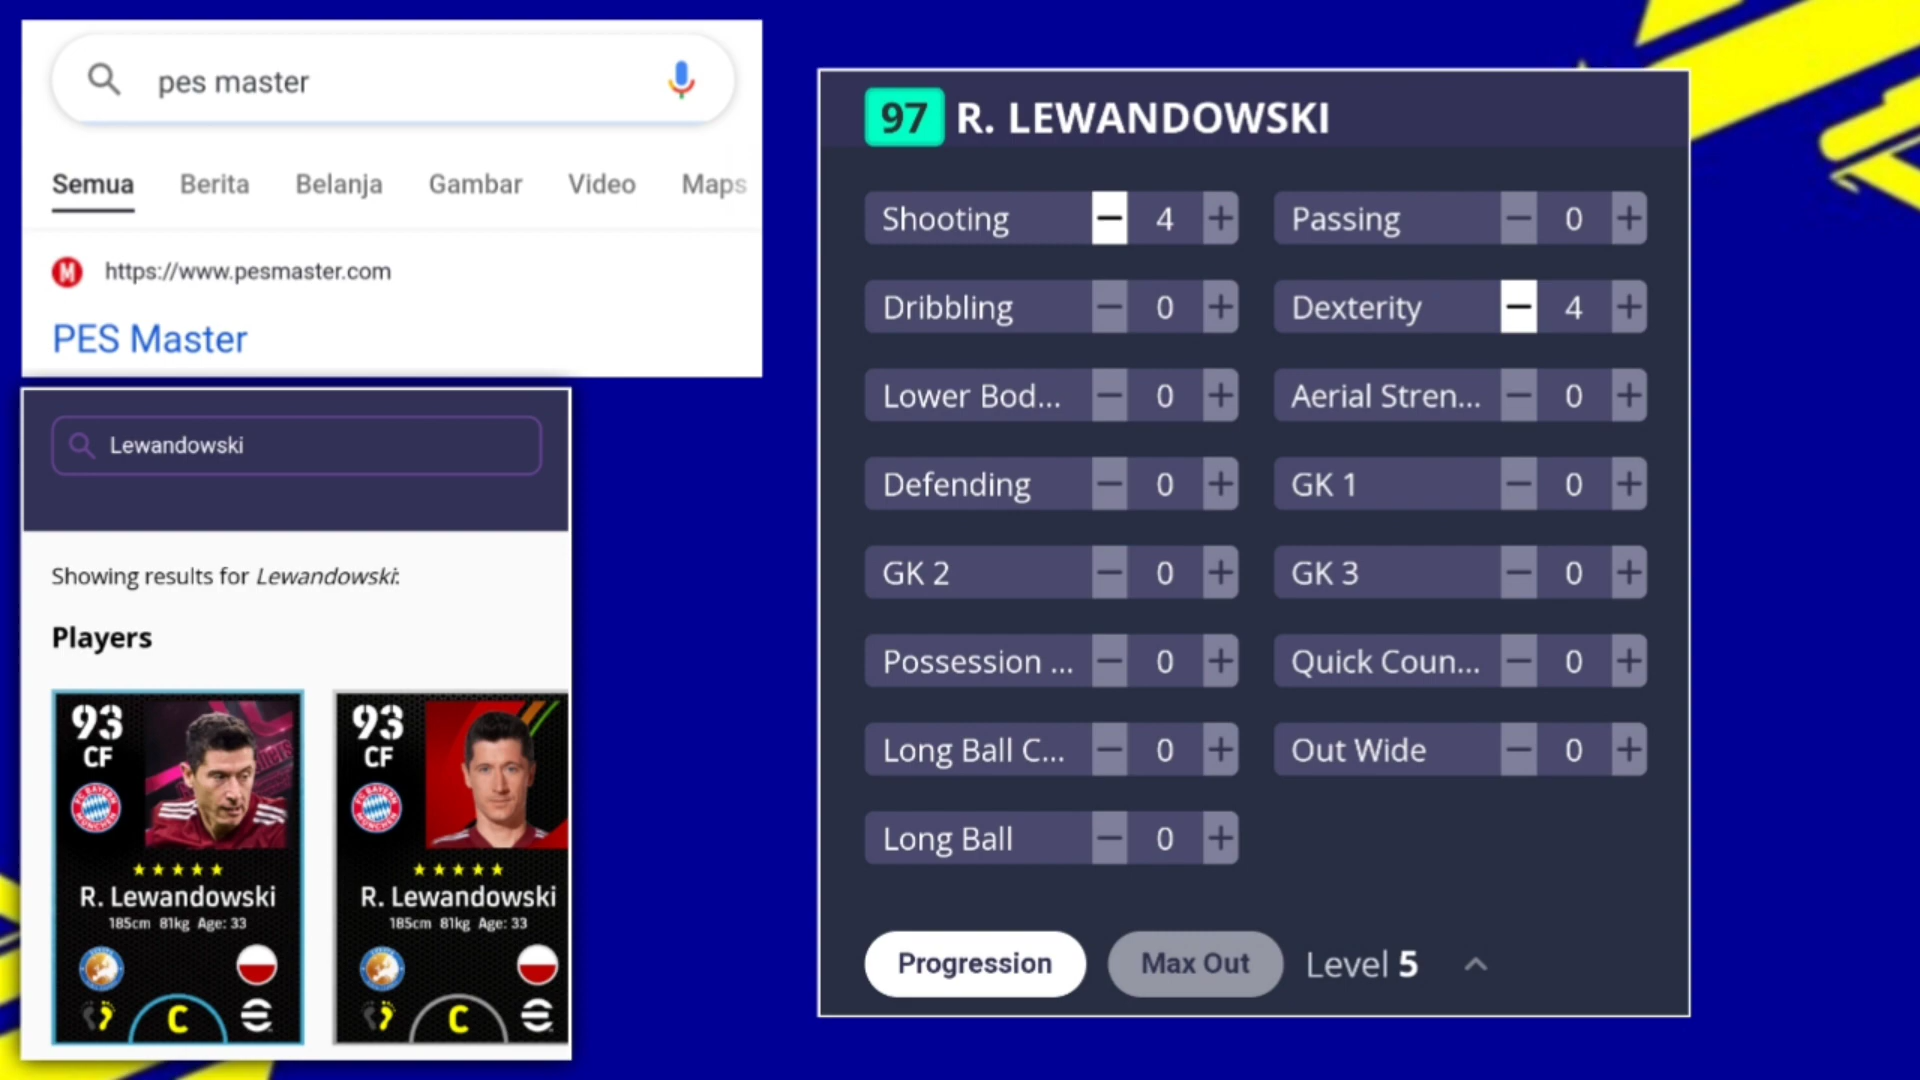 pes master
Semua Berita Belanja Gambar Video Maps
https://www.pesmaster.com
PES Master
Lewandowski
Showing results for Lewandowski:
Players
93
CF
R. Lewandowski
185cm 81kg Age: 33
C
93
CF
R. Lewandowski
185cm 81kg Age: 33
C
97 R. LEWANDOWSKI
Shooting − 4 + Passing − 0 +
Dribbling − 0 + Dexterity − 4 +
Lower Bod... − 0 + Aerial Stren... − 0 +
Defending − 0 + GK 1 − 0 +
GK 2 − 0 + GK 3 − 0 +
Possession ... − 0 + Quick Coun... − 0 +
Long Ball C... − 0 + Out Wide − 0 +
Long Ball − 0 +
Progression Max Out Level 5